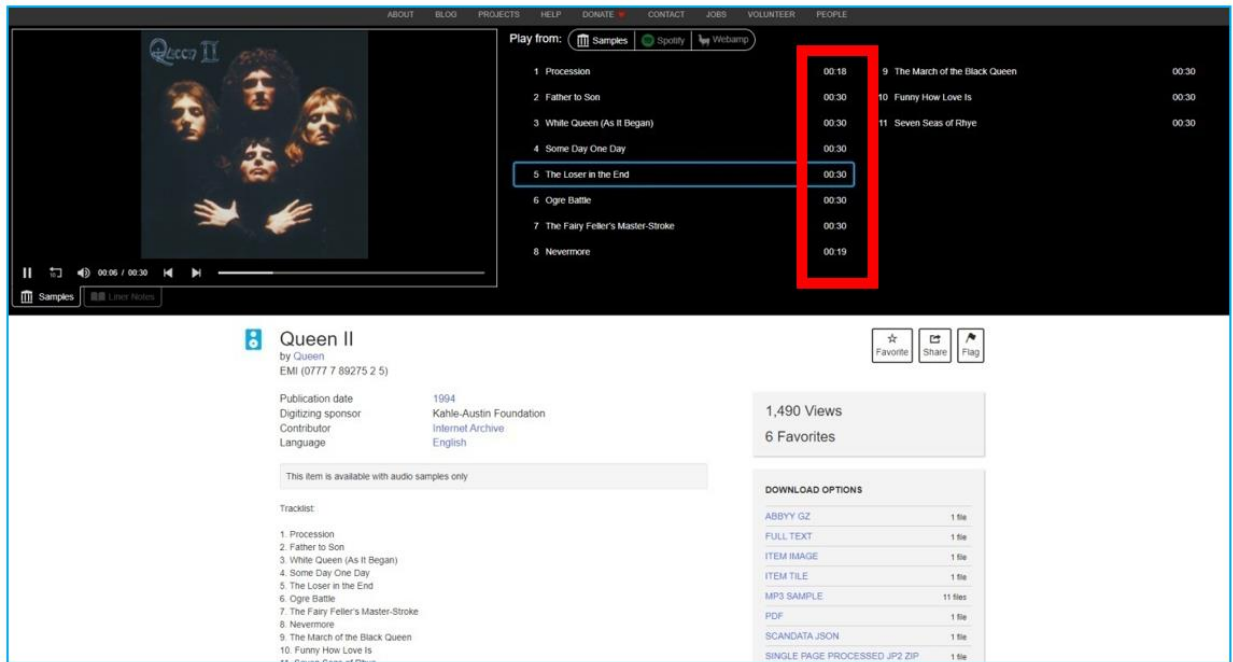 ABOUT BLOG PROJECTS HELP DONATE CONTACT JOBS VOLUNTEER PEOPLE
Queen II
Play from: Samples Spotify Webamp
1 Procession 00:18
2 Father to Son 00:30
3 White Queen (As It Began) 00:30
4 Some Day One Day 00:30
5 The Loser in the End 00:30
6 Ogre Battle 00:30
7 The Fairy Feller's Master-Stroke 00:30
8 Nevermore 00:19
9 The March of the Black Queen 00:30
10 Funny How Love Is 00:30
11 Seven Seas of Rhye 00:30
00:06 / 00:30
Samples Liner Notes
Queen II
by Queen
EMI (0777 7 89275 2 5)
Favorite Share Flag
Publication date 1994
Digitizing sponsor Kahle-Austin Foundation
Contributor Internet Archive
Language English
This item is available with audio samples only
Tracklist:
1. Procession
2. Father to Son
3. White Queen (As It Began)
4. Some Day One Day
5. The Loser in the End
6. Ogre Battle
7. The Fairy Feller's Master-Stroke
8. Nevermore
9. The March of the Black Queen
10. Funny How Love Is
11. Seven Seas of Rhye
1,490 Views
6 Favorites
DOWNLOAD OPTIONS
ABBYY GZ 1 file
FULL TEXT 1 file
ITEM IMAGE 1 file
ITEM TILE 1 file
MP3 SAMPLE 11 files
PDF 1 file
SCANDATA JSON 1 file
SINGLE PAGE PROCESSED JP2 ZIP 1 file